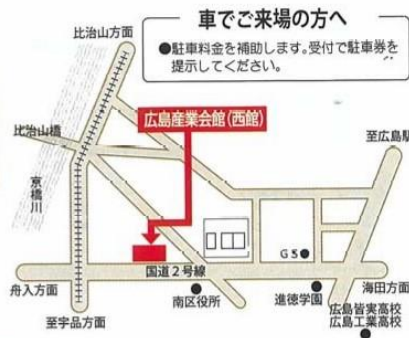 車でご来場の方へ
●駐車料金を補助します。受付で駐車券を
提示してください。
比治山方面
広島産業会館(西館)
比治山橋
至広島駅
京橋川
GS●
国道2号線
舟入方面
南区役所
進徳学園
海田方面
至宇品方面
広島皆実高校
広島工業高校